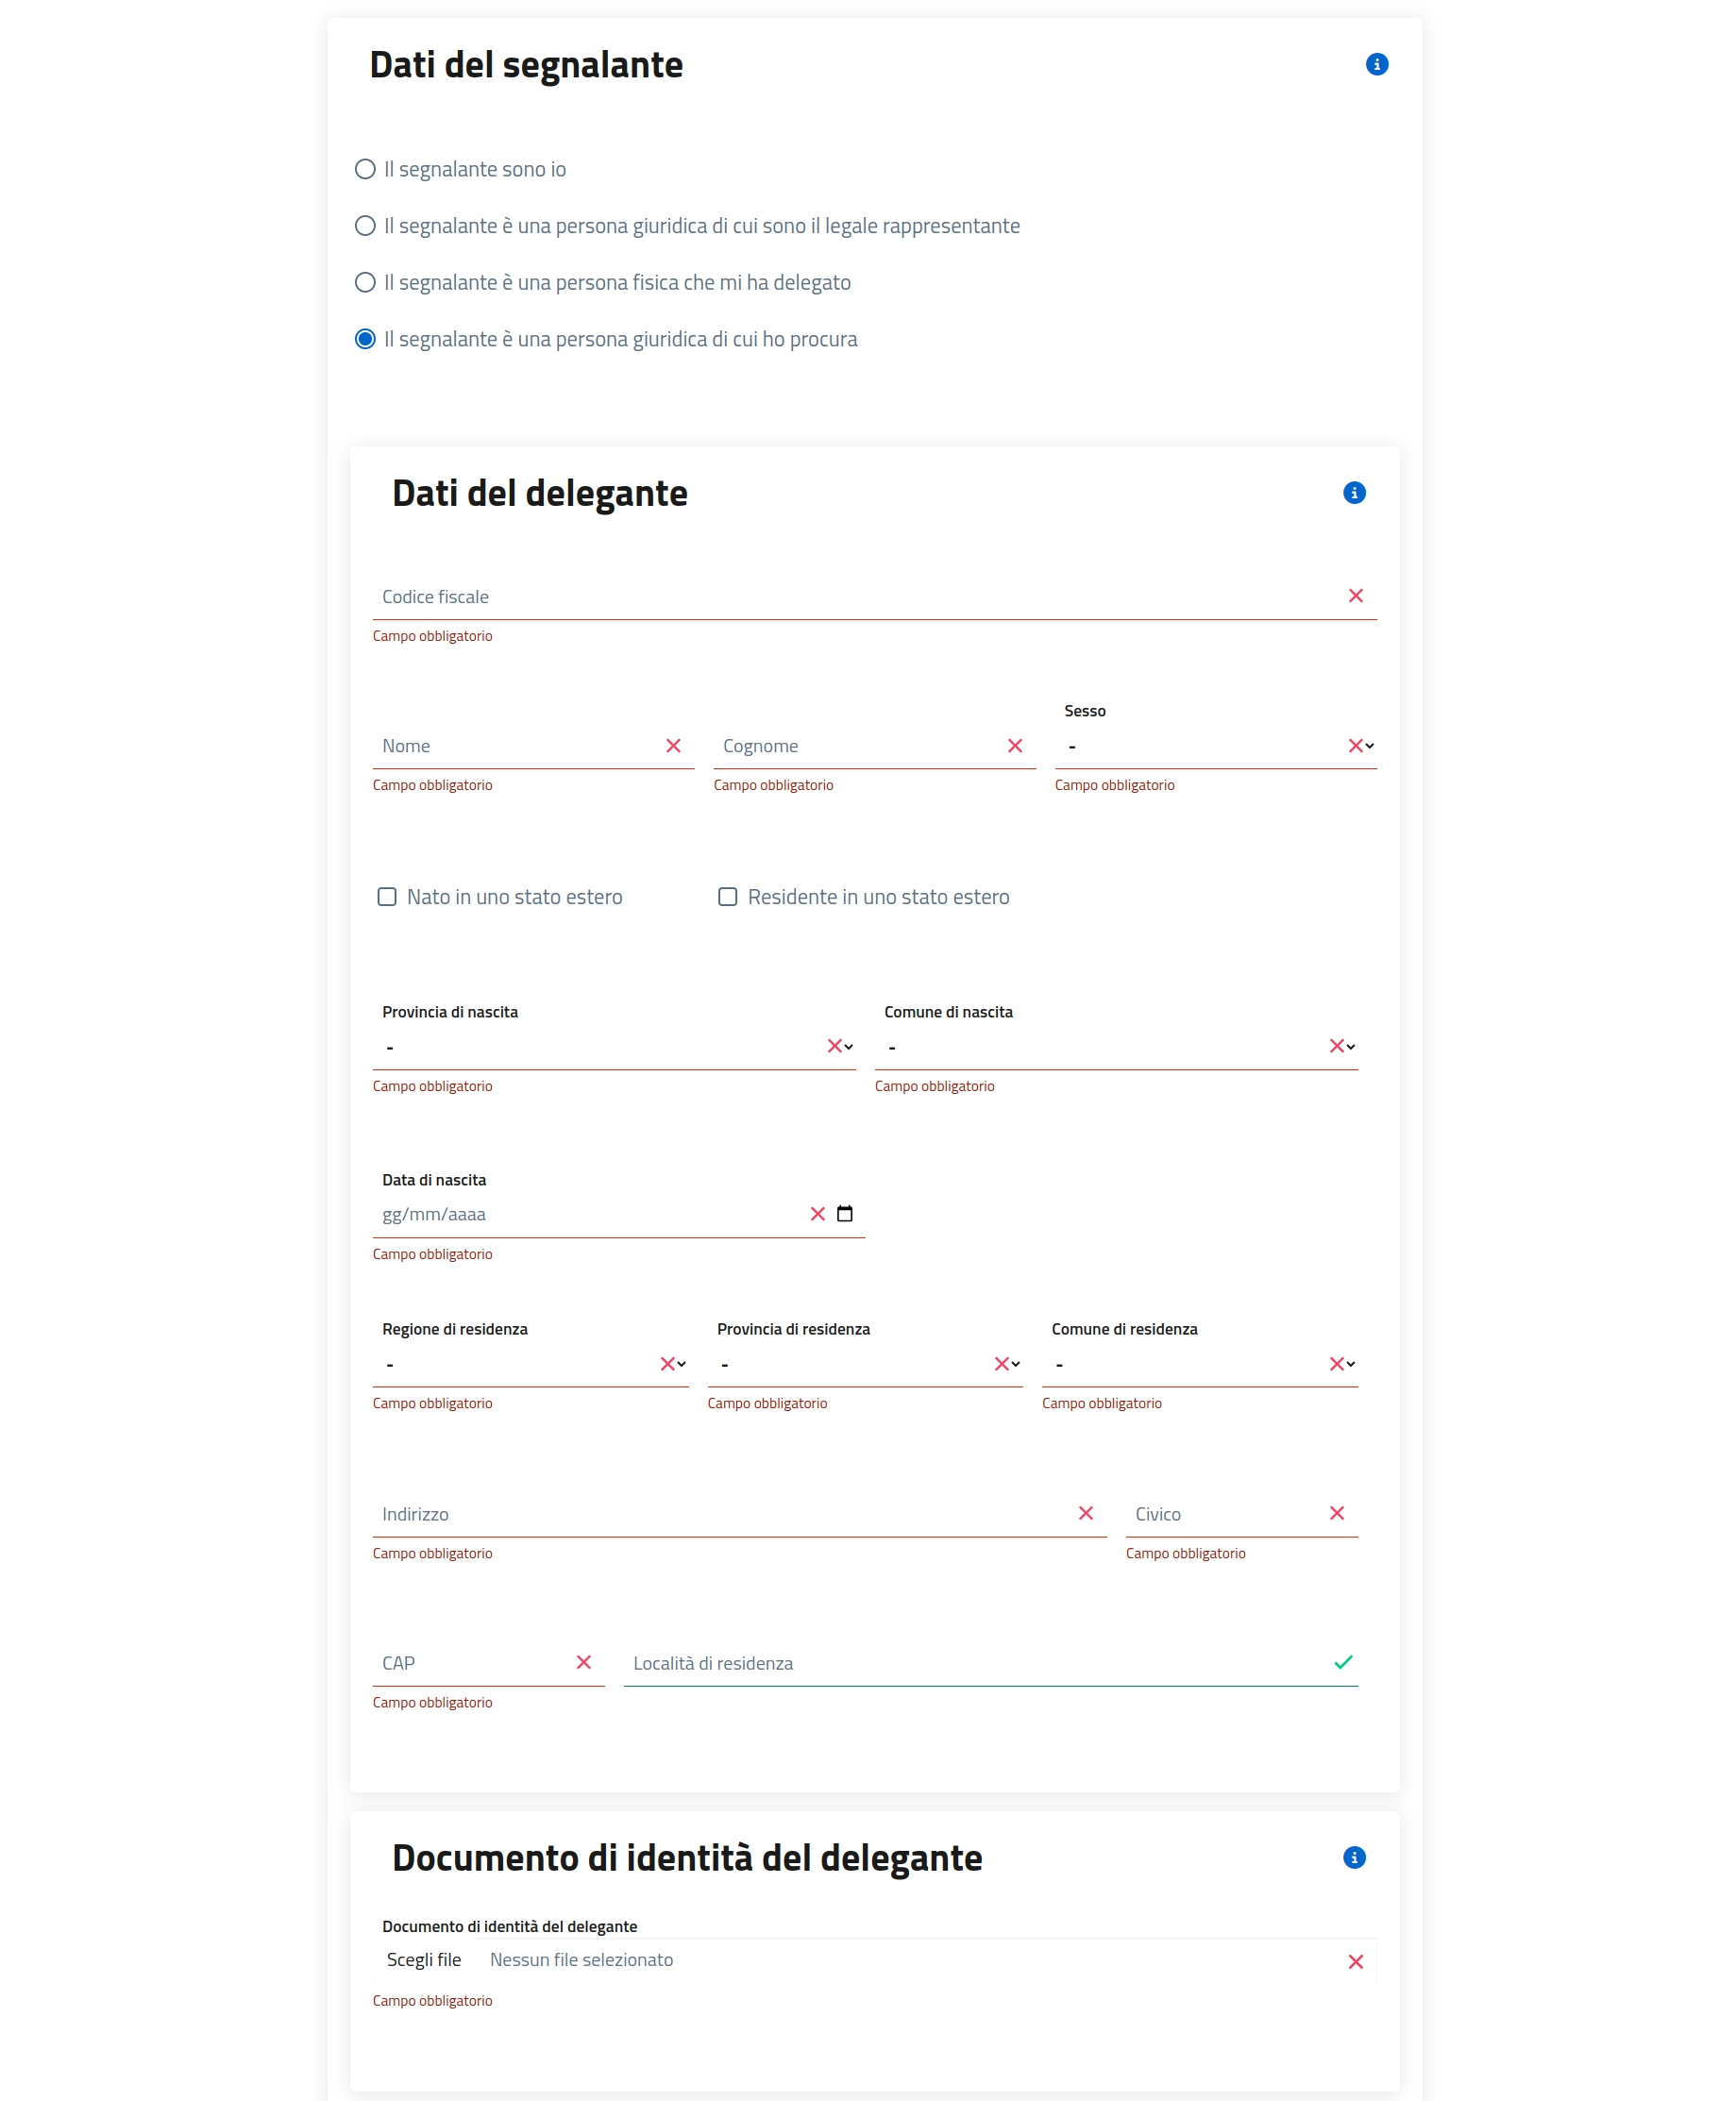 Dati del segnalante
Il segnalante sono io
Il segnalante è una persona giuridica di cui sono il legale rappresentante
Il segnalante è una persona fisica che mi ha delegato
Il segnalante è una persona giuridica di cui ho procura
Dati del delegante
Codice fiscale
Campo obbligatorio
Sesso
Nome Cognome -
Campo obbligatorio Campo obbligatorio Campo obbligatorio
Nato in uno stato estero Residente in uno stato estero
Provincia di nascita Comune di nascita
- -
Campo obbligatorio Campo obbligatorio
Data di nascita
gg/mm/aaaa
Campo obbligatorio
Regione di residenza Provincia di residenza Comune di residenza
- - -
Campo obbligatorio Campo obbligatorio Campo obbligatorio
Indirizzo Civico
Campo obbligatorio Campo obbligatorio
CAP Località di residenza
Campo obbligatorio
Documento di identità del delegante
Documento di identità del delegante
Scegli file Nessun file selezionato
Campo obbligatorio